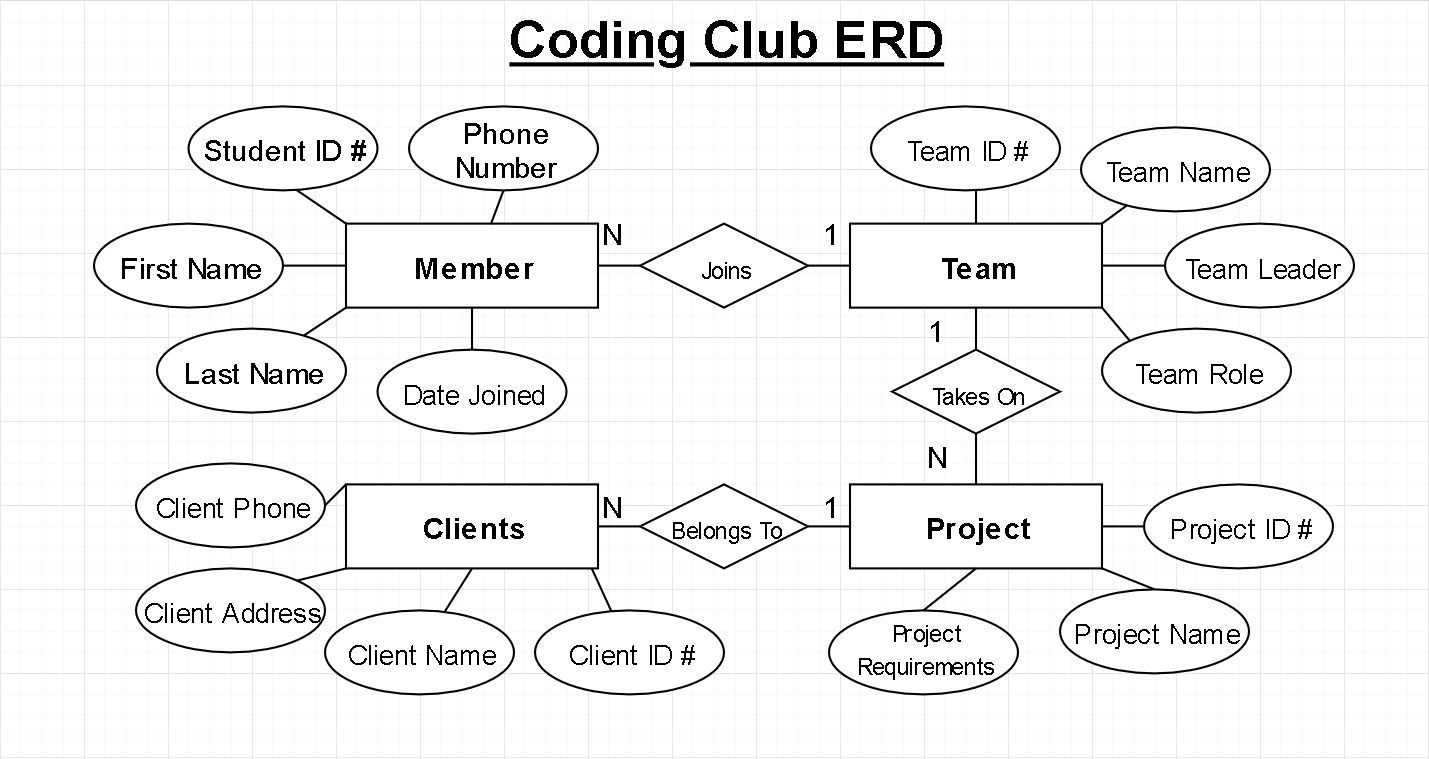 Coding Club ERD
Student ID #
Phone
Number
Team ID #
Team Name
First Name
Member
N
Joins
1
Team
Team Leader
Last Name
Date Joined
1
Takes On
Team Role
N
Client Phone
Clients
N
Belongs To
1
Project
Project ID #
Client Address
Client Name
Client ID #
Project
Requirements
Project Name